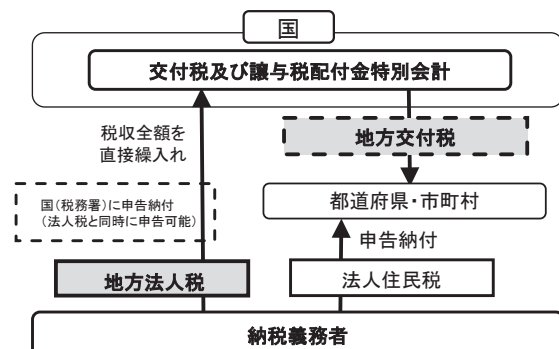 国
交付税及び譲与税配付金特別会計
税収全額を
直接繰入れ
地方交付税
国(税務署)に申告納付
(法人税と同時に申告可能)
都道府県・市町村
申告納付
地方法人税
法人住民税
納税義務者